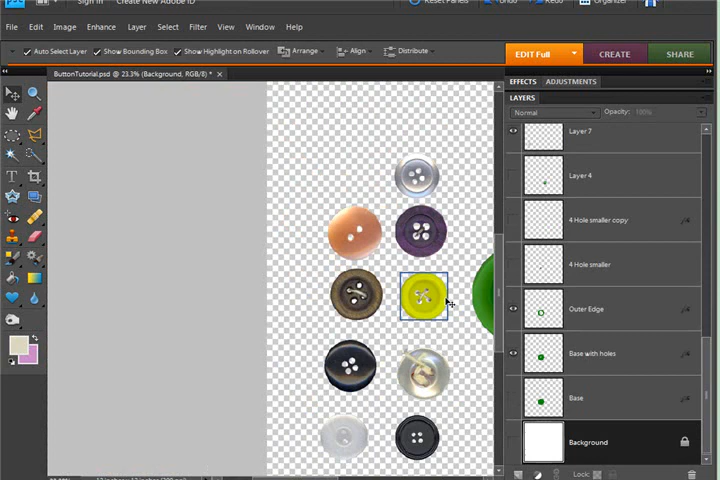 Sign In Create New Adobe ID Reset Panels Undo Redo Organizer
File Edit Image Enhance Layer Select Filter View Window Help
Auto Select Layer Show Bounding Box Show Highlight on Rollover Arrange Align Distribute EDIT Full CREATE SHARE
ButtonTutorial.psd @ 23.3% (Background, RGB/8) *
EFFECTS ADJUSTMENTS
LAYERS
Normal Opacity: 100%
Layer 7
Layer 4
4 Hole smaller copy
4 Hole smaller
Outer Edge
Base with holes
Base
Background
Lock: